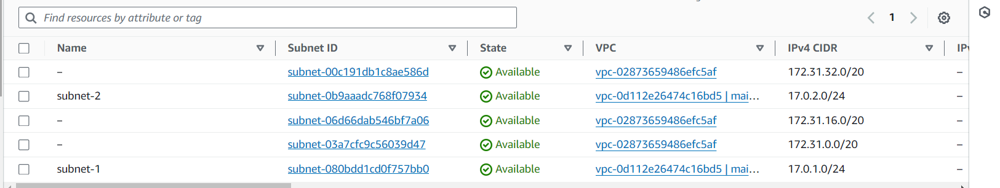 Find resources by attribute or tag
1
Name Subnet ID State VPC IPv4 CIDR
– subnet-00c191db1c8ae586d Available vpc-02873659486efc5af 172.31.32.0/20 –
subnet-2 subnet-0b9aaadc768f07934 Available vpc-0d112e26474c16bd5 | mai… 17.0.2.0/24 –
– subnet-06d66dab546bf7a06 Available vpc-02873659486efc5af 172.31.16.0/20 –
– subnet-03a7cfc9c56039d47 Available vpc-02873659486efc5af 172.31.0.0/20 –
subnet-1 subnet-080bdd1cd0f757bb0 Available vpc-0d112e26474c16bd5 | mai… 17.0.1.0/24 –